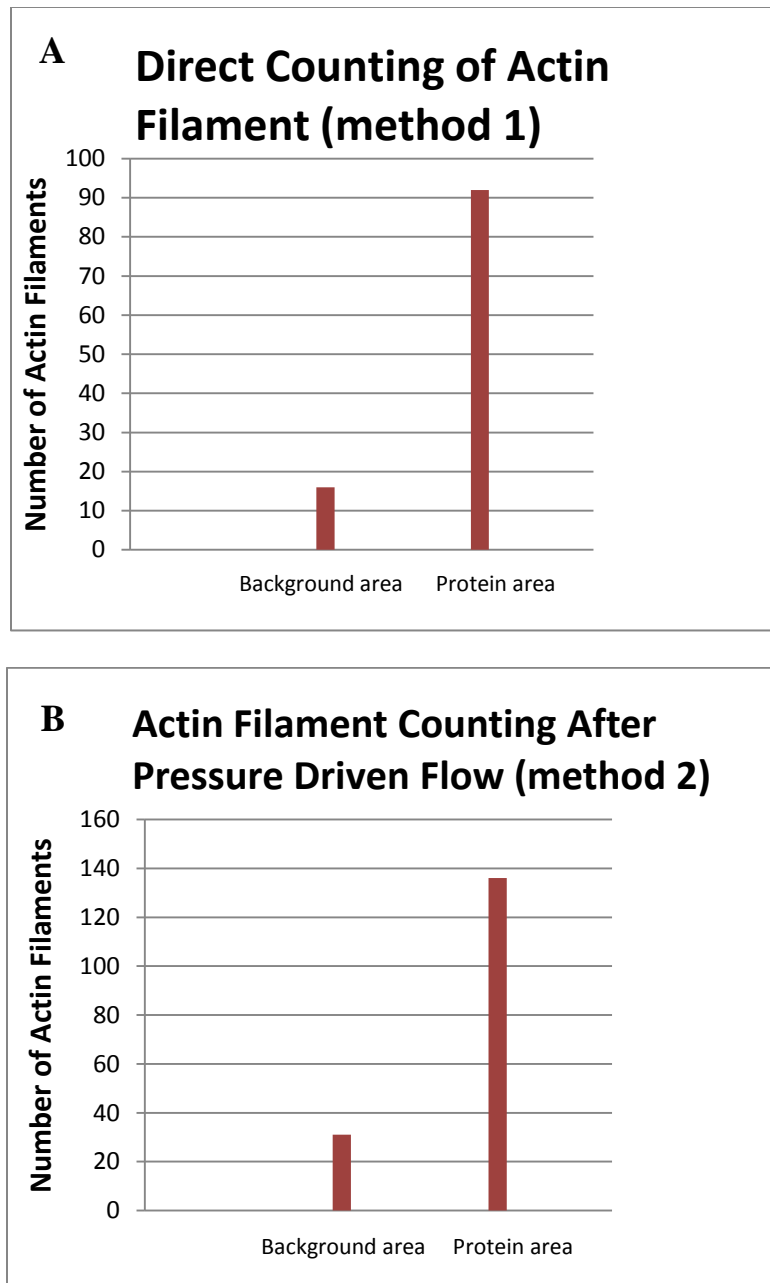 A
Direct Counting of Actin
Filament (method 1)
Number of Actin Filaments
100
90
80
70
60
50
40
30
20
10
0
Background area Protein area
B
Actin Filament Counting After
Pressure Driven Flow (method 2)
Number of Actin Filaments
160
140
120
100
80
60
40
20
0
Background area Protein area